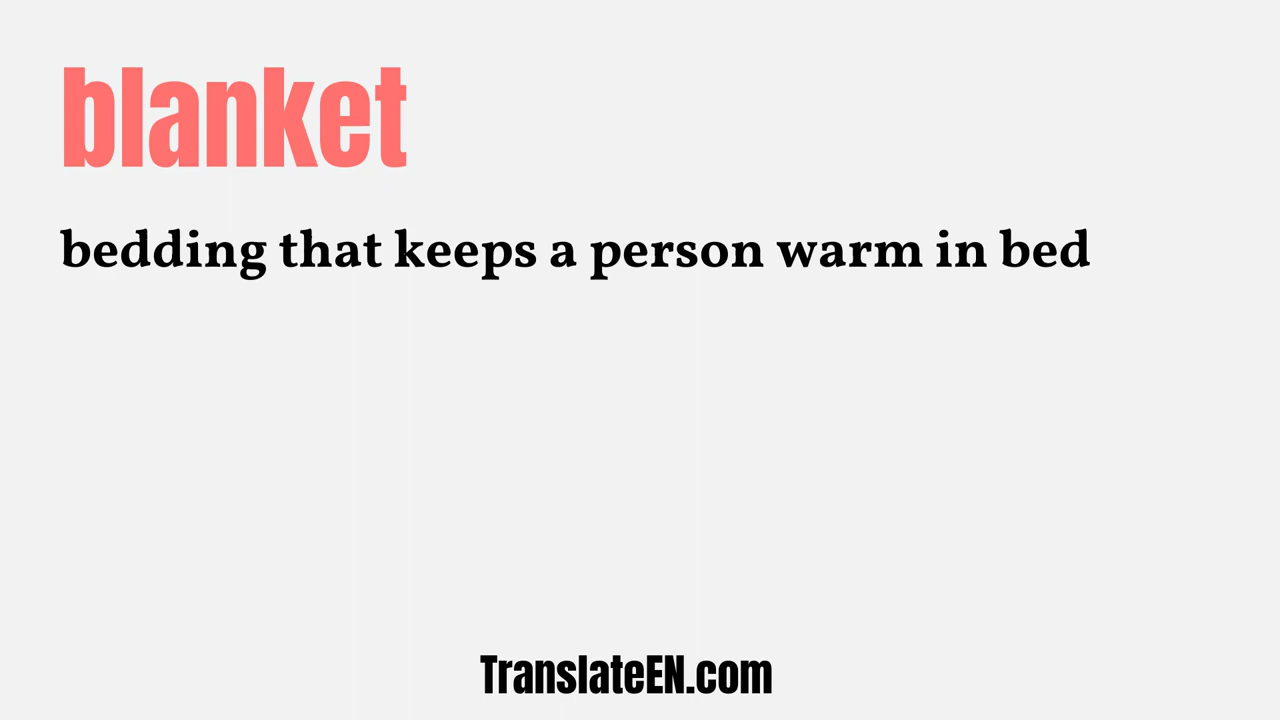 blanket
bedding that keeps a person warm in bed
TranslateEN.com